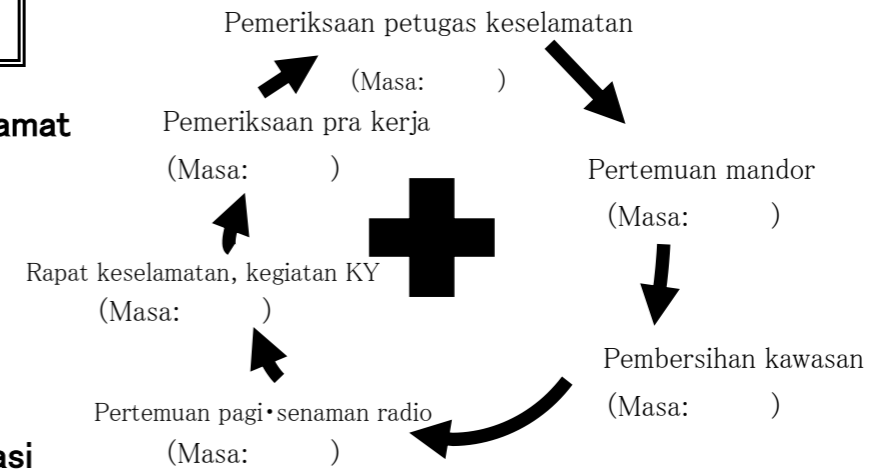 Pemeriksaan petugas keselamatan
(Masa:          )
amat
Pemeriksaan pra kerja
(Masa:          )
Pertemuan mandor
(Masa:          )
Rapat keselamatan, kegiatan KY
(Masa:          )
Pembersihan kawasan
(Masa:          )
Pertemuan pagi・senaman radio
(Masa:          )
asi